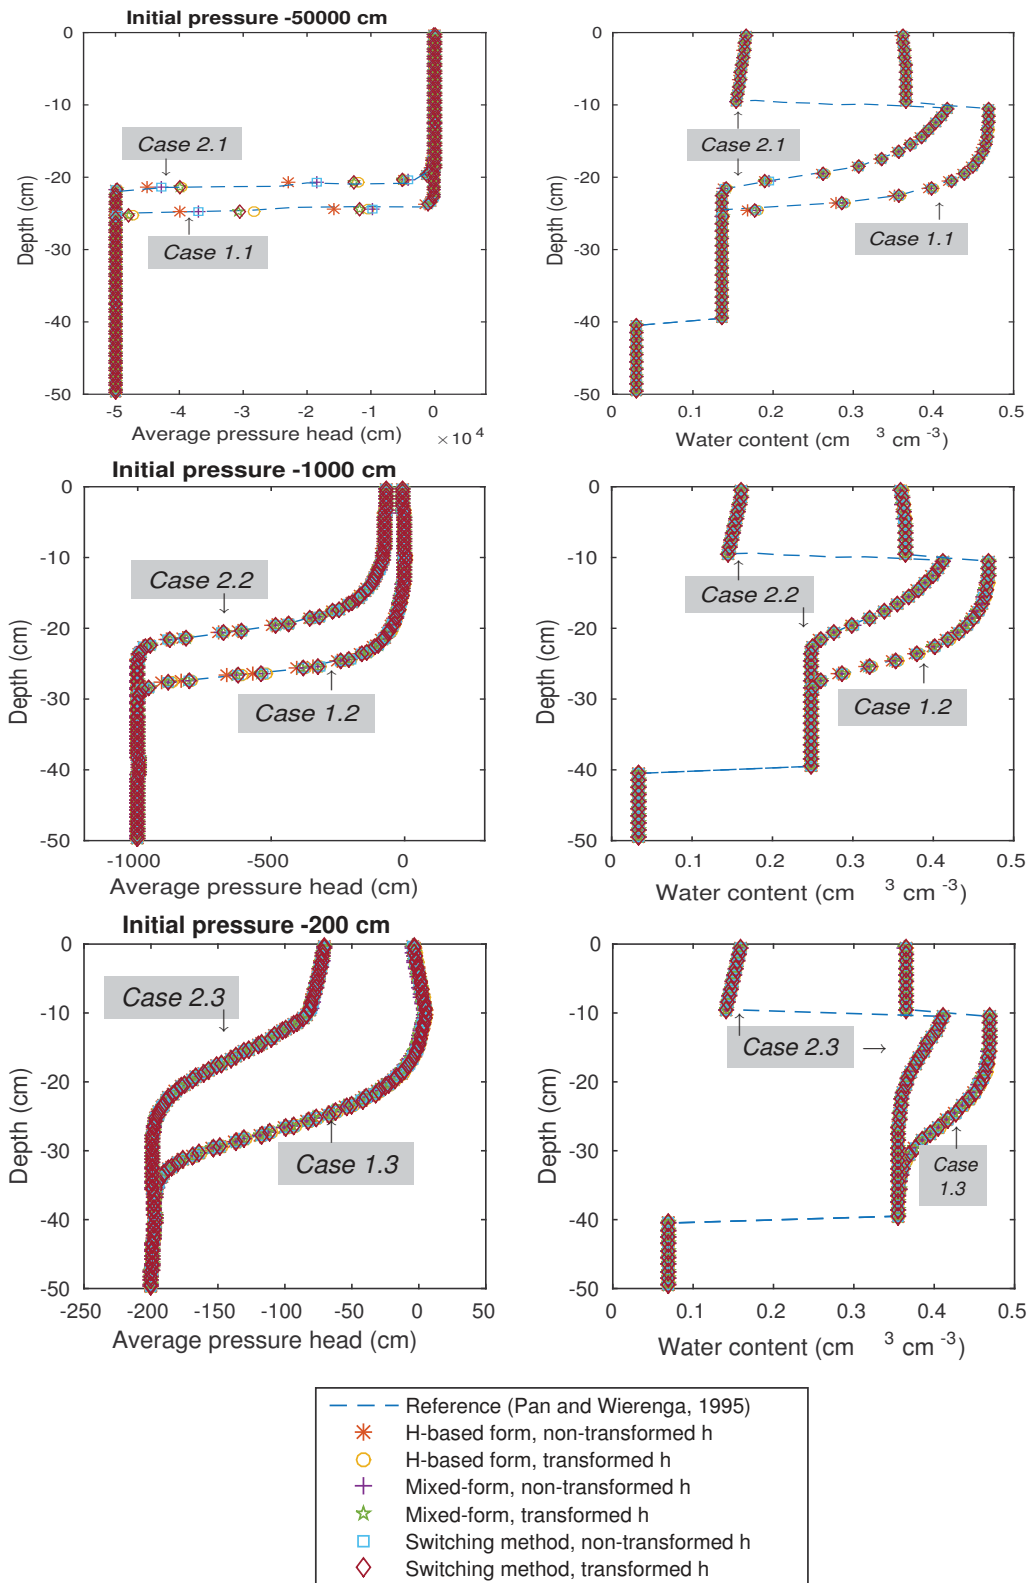 Initial pressure -50000 cm
0
-10
-20
-30
-40
-50
Depth (cm)
Case 2.1
Case 1.1
-5 -4 -3 -2 -1 0
Average pressure head (cm) × 10 4
0
-10
-20
-30
-40
-50
Depth (cm)
Case 2.1
Case 1.1
0 0.1 0.2 0.3 0.4 0.5
Water content (cm 3 cm -3)
Initial pressure -1000 cm
0
-10
-20
-30
-40
-50
Depth (cm)
Case 2.2
Case 1.2
-1000 -500 0
Average pressure head (cm)
0
-10
-20
-30
-40
-50
Depth (cm)
Case 2.2
Case 1.2
0 0.1 0.2 0.3 0.4 0.5
Water content (cm 3 cm -3)
Initial pressure -200 cm
0
-10
-20
-30
-40
-50
Depth (cm)
Case 2.3
Case 1.3
-250 -200 -150 -100 -50 0 50
Average pressure head (cm)
0
-10
-20
-30
-40
-50
Depth (cm)
Case 2.3
Case
1.3
0 0.1 0.2 0.3 0.4 0.5
Water content (cm 3 cm -3)
Reference (Pan and Wierenga, 1995)
H-based form, non-transformed h
H-based form, transformed h
Mixed-form, non-transformed h
Mixed-form, transformed h
Switching method, non-transformed h
Switching method, transformed h